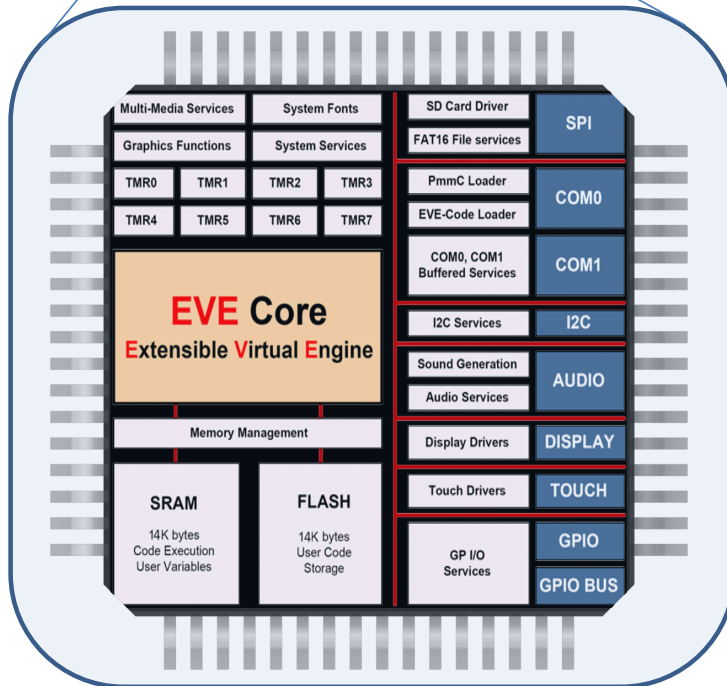 Multi-Media Services
System Fonts
Graphics Functions
System Services
TMR0
TMR1
TMR2
TMR3
TMR4
TMR5
TMR6
TMR7
EVE Core
Extensible Virtual Engine
Memory Management
SRAM
14K bytes
Code Execution
User Variables
FLASH
14K bytes
User Code
Storage
SD Card Driver
FAT16 File services
SPI
PmmC Loader
EVE-Code Loader
COM0
COM0, COM1
Buffered Services
COM1
I2C Services
I2C
Sound Generation
Audio Services
AUDIO
Display Drivers
DISPLAY
Touch Drivers
TOUCH
GP I/O
Services
GPIO
GPIO BUS